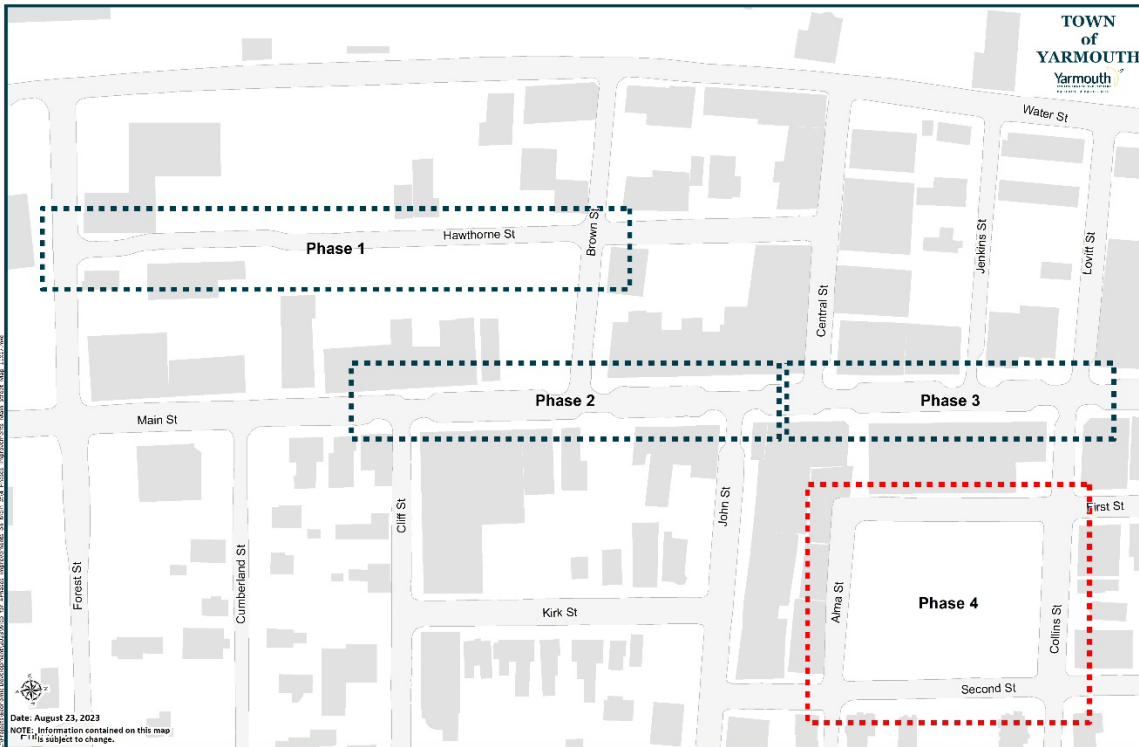 TOWN
of
YARMOUTH
Yarmouth
Water St
Hawthorne St
Brown St
Phase 1
Jenkins St
Lovitt St
Central St
Phase 2
Phase 3
Main St
John St
Cliff St
First St
Forest St
Cumberland St
Kirk St
Alma St
Phase 4
Collins St
Second St
Date: August 23, 2023
NOTE: Information contained on this map
is subject to change.